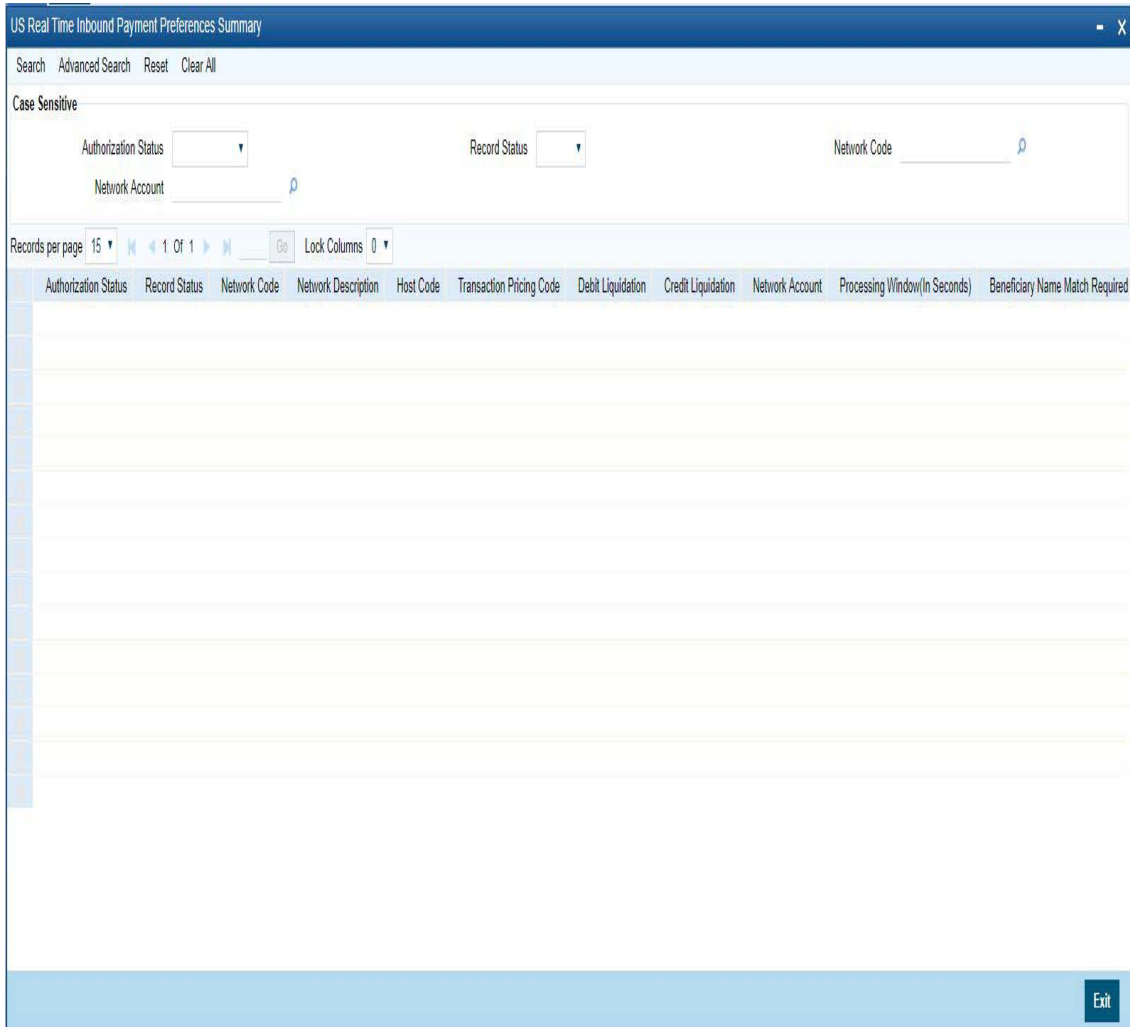 US Real Time Inbound Payment Preferences Summary - X
Search Advanced Search Reset Clear All
Case Sensitive
Authorization Status Record Status Network Code
Network Account
Records per page 15 1 Of 1 Go Lock Columns 0
Authorization Status Record Status Network Code Network Description Host Code Transaction Pricing Code Debit Liquidation Credit Liquidation Network Account Processing Window(In Seconds) Beneficiary Name Match Required
Exit